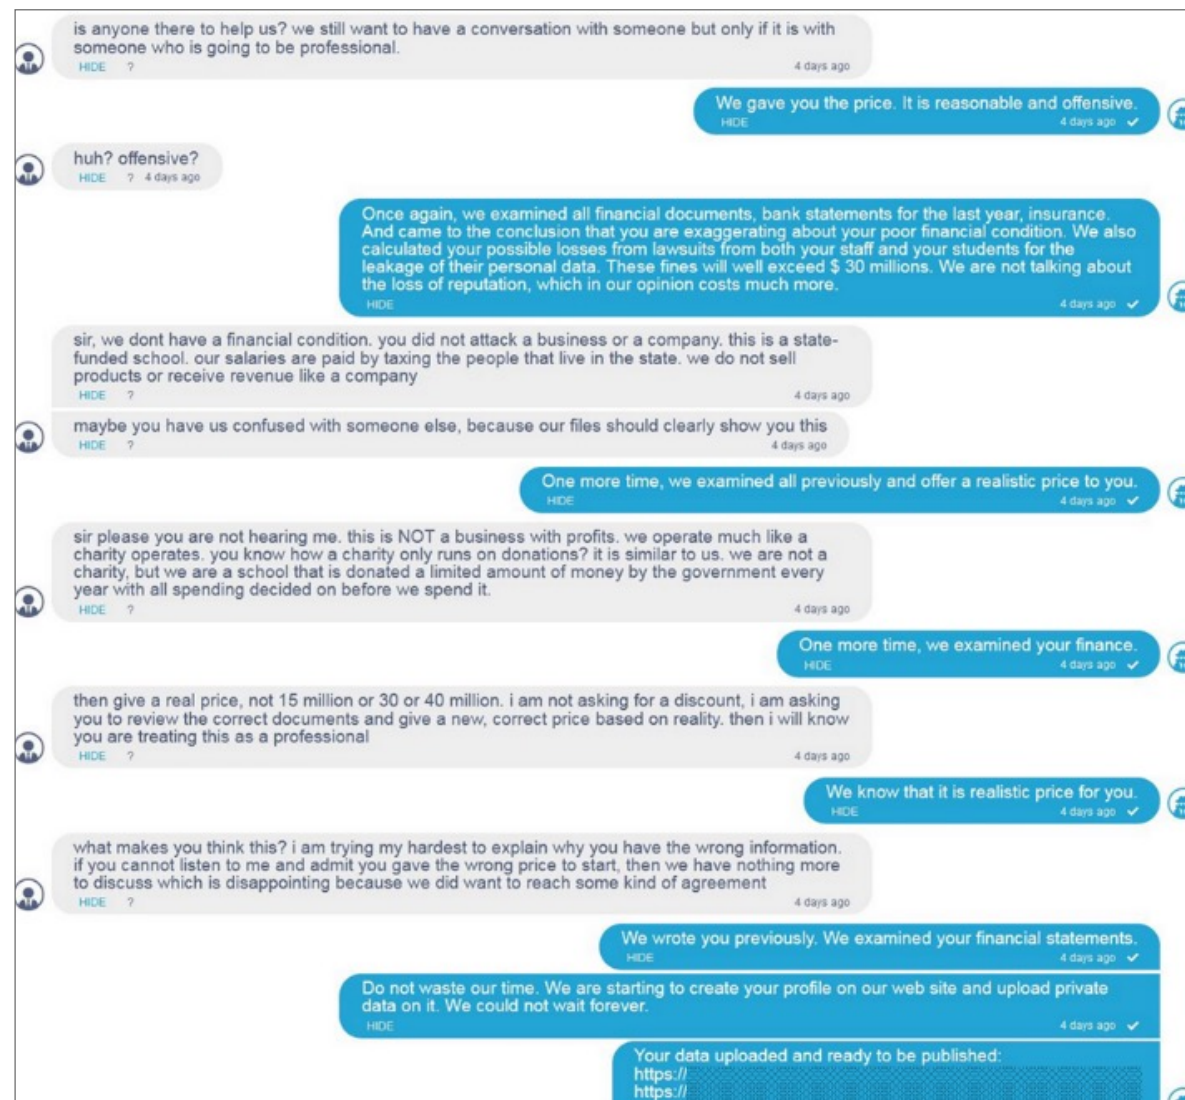 is anyone there to help us? we still want to have a conversation with someone but only if it is with
someone who is going to be professional.
HIDE ? 4 days ago
We gave you the price. It is reasonable and offensive.
HIDE 4 days ago
huh? offensive?
HIDE ? 4 days ago
Once again, we examined all financial documents, bank statements for the last year, insurance.
And came to the conclusion that you are exaggerating about your poor financial condition. We also
calculated your possible losses from lawsuits from both your staff and your students for the
leakage of their personal data. These fines will well exceed $ 30 millions. We are not talking about
the loss of reputation, which in our opinion costs much more.
HIDE 4 days ago
sir, we dont have a financial condition. you did not attack a business or a company. this is a state-
funded school. our salaries are paid by taxing the people that live in the state. we do not sell
products or receive revenue like a company
HIDE ? 4 days ago
maybe you have us confused with someone else, because our files should clearly show you this
HIDE ? 4 days ago
One more time, we examined all previously and offer a realistic price to you.
HIDE 4 days ago
sir please you are not hearing me. this is NOT a business with profits. we operate much like a
charity operates. you know how a charity only runs on donations? it is similar to us. we are not a
charity, but we are a school that is donated a limited amount of money by the government every
year with all spending decided on before we spend it.
HIDE ? 4 days ago
One more time, we examined your finance.
HIDE 4 days ago
then give a real price, not 15 million or 30 or 40 million. i am not asking for a discount, i am asking
you to review the correct documents and give a new, correct price based on reality. then i will know
you are treating this as a professional
HIDE ? 4 days ago
We know that it is realistic price for you.
HIDE 4 days ago
what makes you think this? i am trying my hardest to explain why you have the wrong information.
if you cannot listen to me and admit you gave the wrong price to start, then we have nothing more
to discuss which is disappointing because we did want to reach some kind of agreement
HIDE ? 4 days ago
We wrote you previously. We examined your financial statements.
HIDE 4 days ago
Do not waste our time. We are starting to create your profile on our web site and upload private
data on it. We could not wait forever.
HIDE 4 days ago
Your data uploaded and ready to be published:
https://
https://